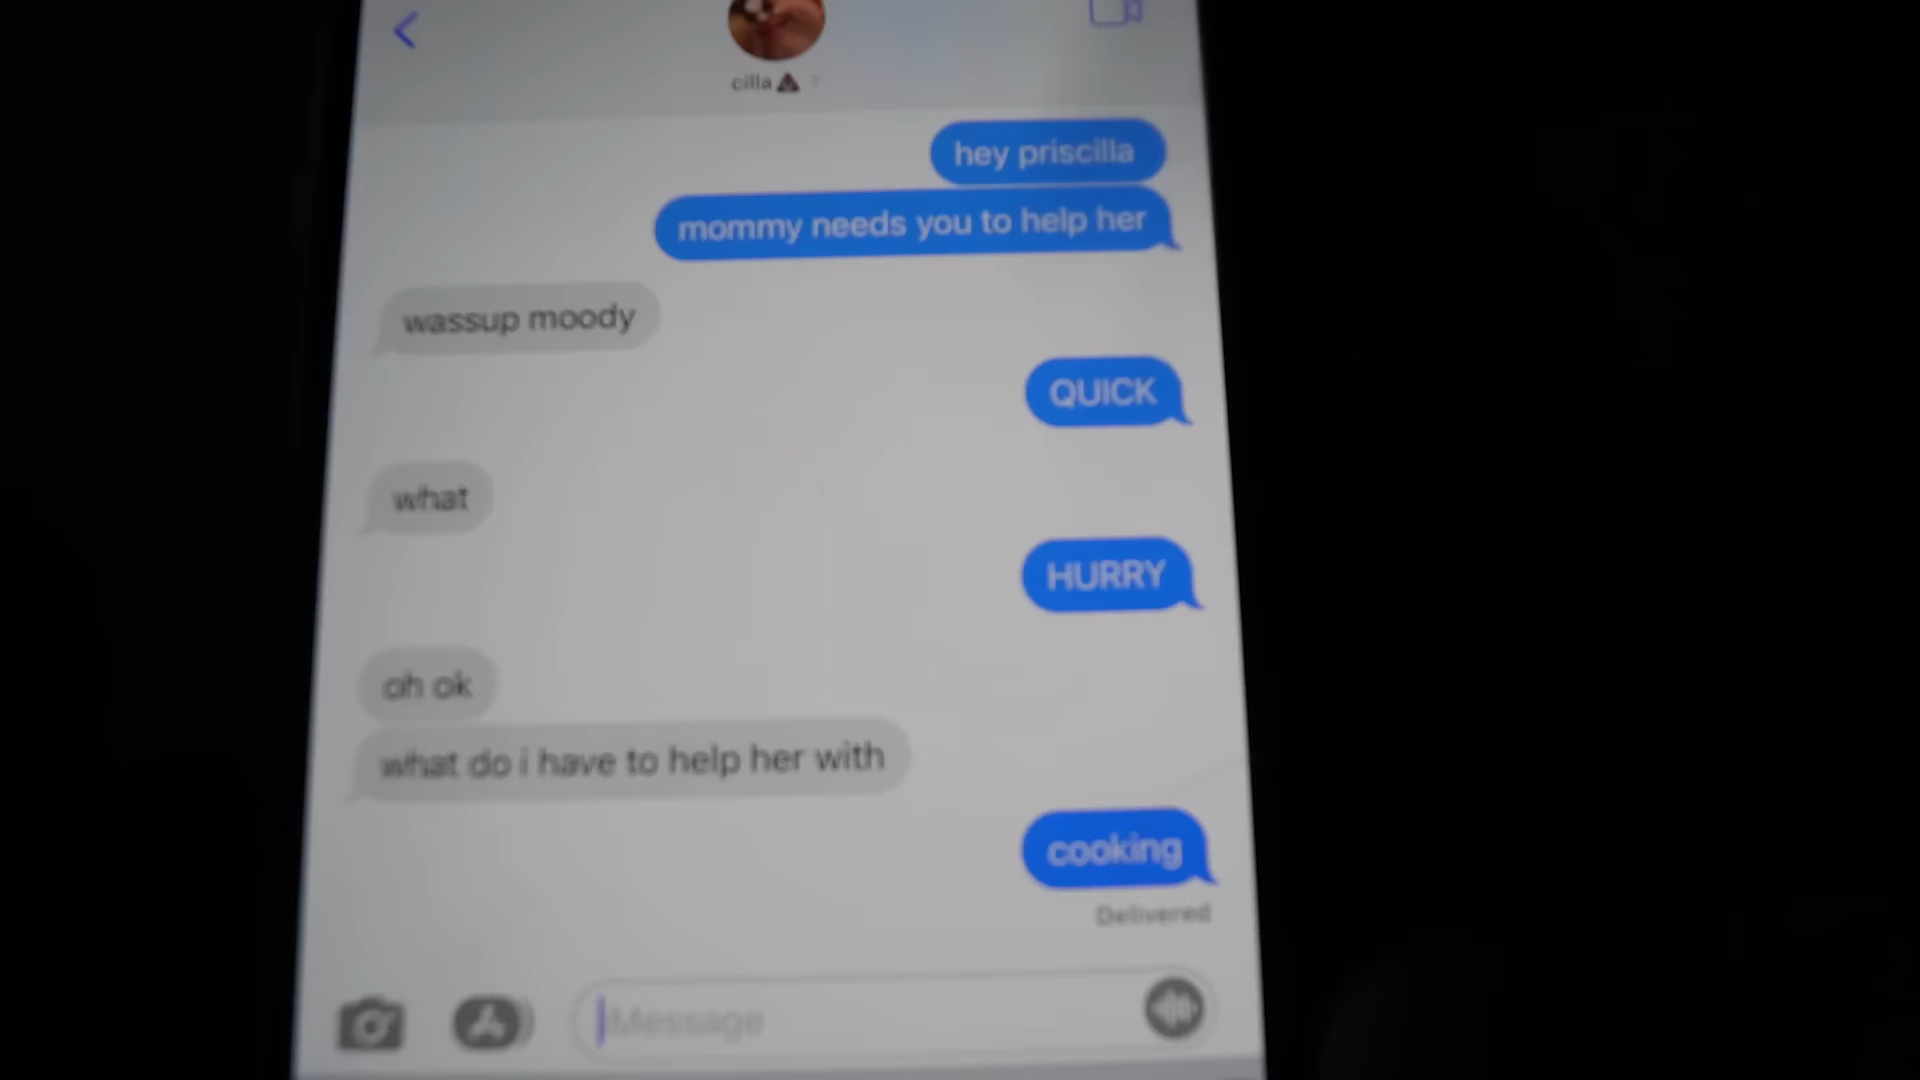 cilla
hey priscilla
mommy needs you to help her
wassup moody
QUICK
what
HURRY
oh ok
what do i have to help her with
cooking
Delivered
Message